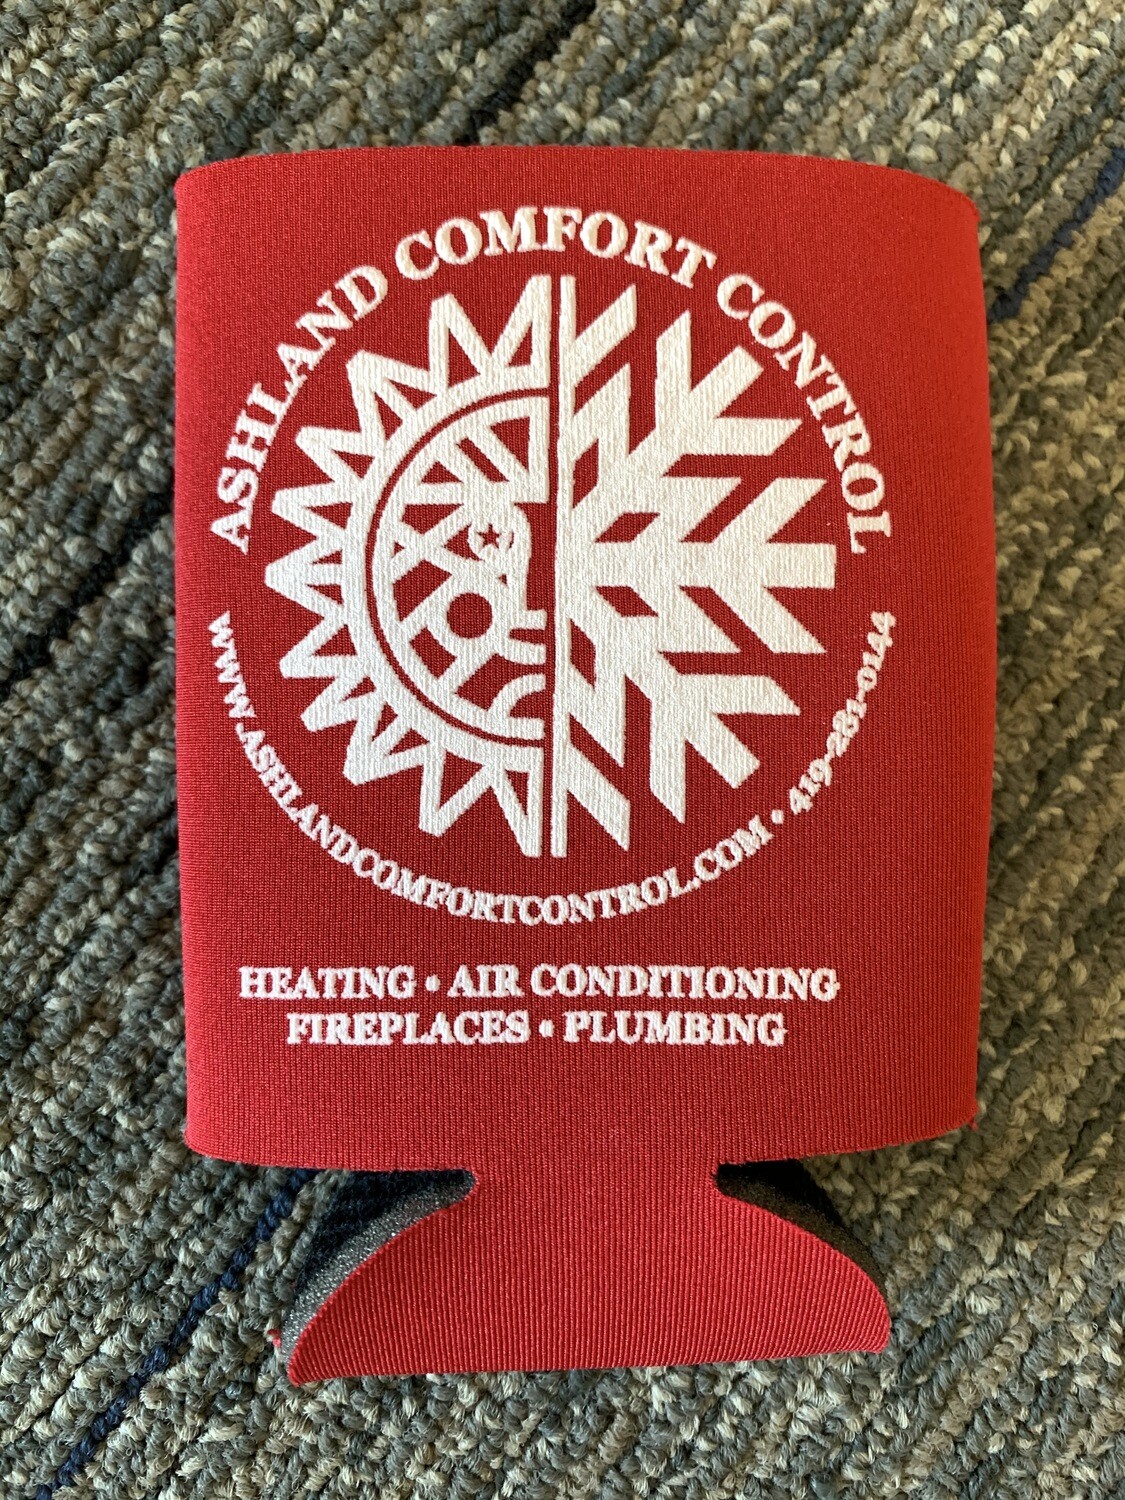 ASHLAND COMFORT CONTROL
WWW.ASHLANDCOMFORTCONTROL.COM • 419-281-0144
HEATING • AIR CONDITIONING
FIREPLACES • PLUMBING